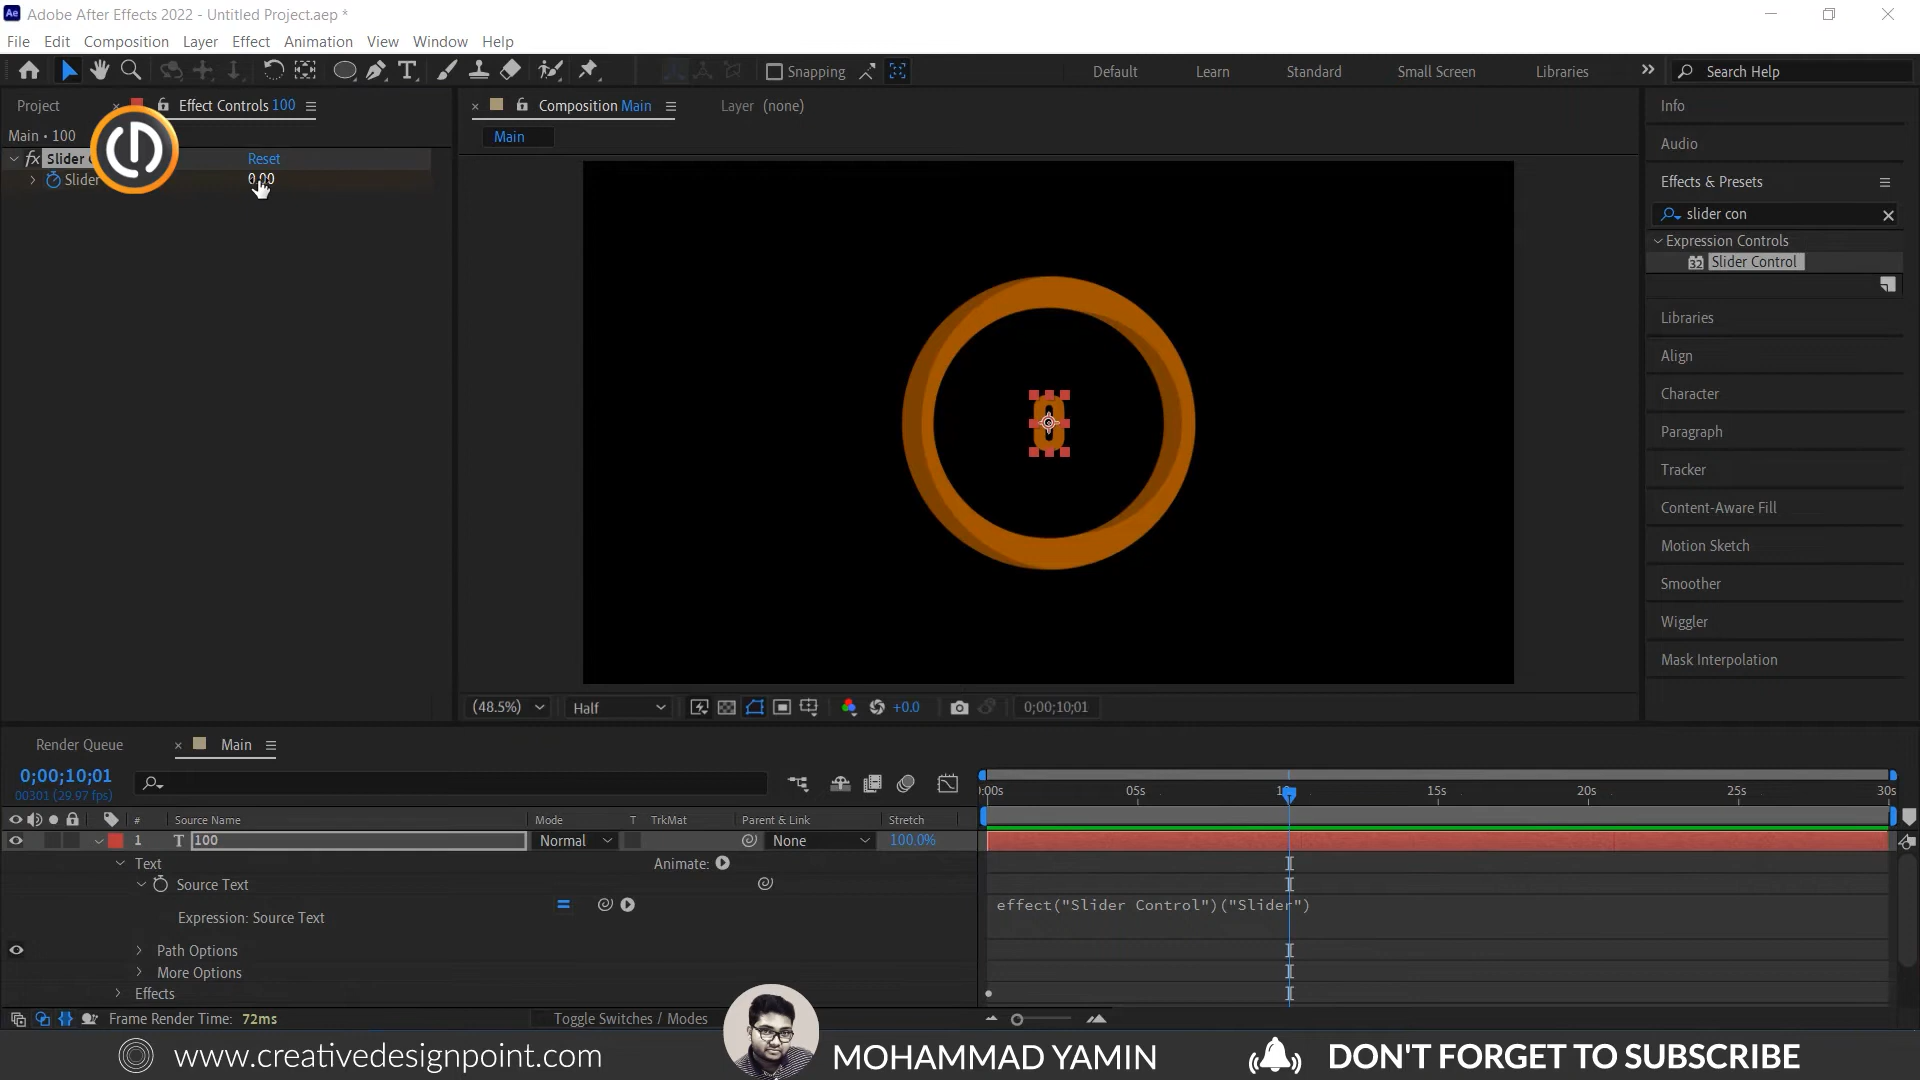 Adobe After Effects 2022 - Untitled Project.aep *
File Edit Composition Layer Effect Animation View Window Help
Snapping
Default Learn Standard Small Screen Libraries
Search Help
Project
Effect Controls 100
Main • 100
fx Slider
Reset
Slider
0.00
Composition Main
Layer (none)
Main
0
(48.5%)
Half
+0.0
0;00;10;01
Info
Audio
Effects & Presets
slider con
Expression Controls
32 Slider Control
Libraries
Align
Character
Paragraph
Tracker
Content-Aware Fill
Motion Sketch
Smoother
Wiggler
Mask Interpolation
Render Queue
Main
0;00;10;01
00301 (29.97 fps)
05s 15s 20s 25s 30s
# Source Name Mode T TrkMat Parent & Link Stretch
1 T 100 Normal None 100.0%
Text
Animate:
Source Text
Expression: Source Text
effect("Slider Control")("Slider")
Path Options
More Options
Effects
Frame Render Time: 72ms
Toggle Switches / Modes
www.creativedesignpoint.com
MOHAMMAD YAMIN
DON'T FORGET TO SUBSCRIBE